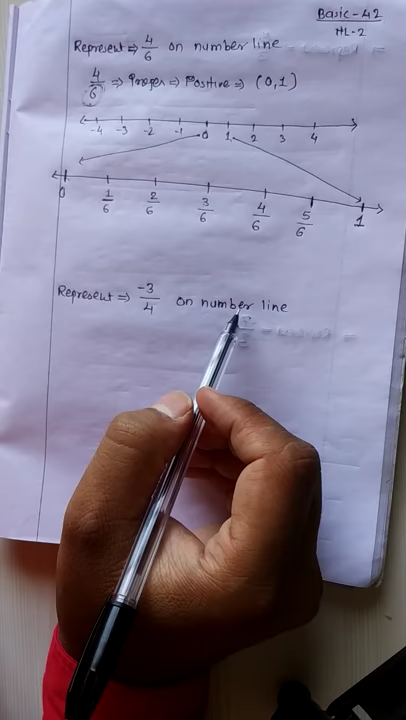 Basic-42
NL-2
Represent ⇒ 4/6 on number line
4/6 ⇒ Proper ⇒ Positive ⇒ (0,1)
-4 -3 -2 -1 0 1 2 3 4
0 1/6 2/6 3/6 4/6 5/6 1
Represent ⇒ -3/4 on number line